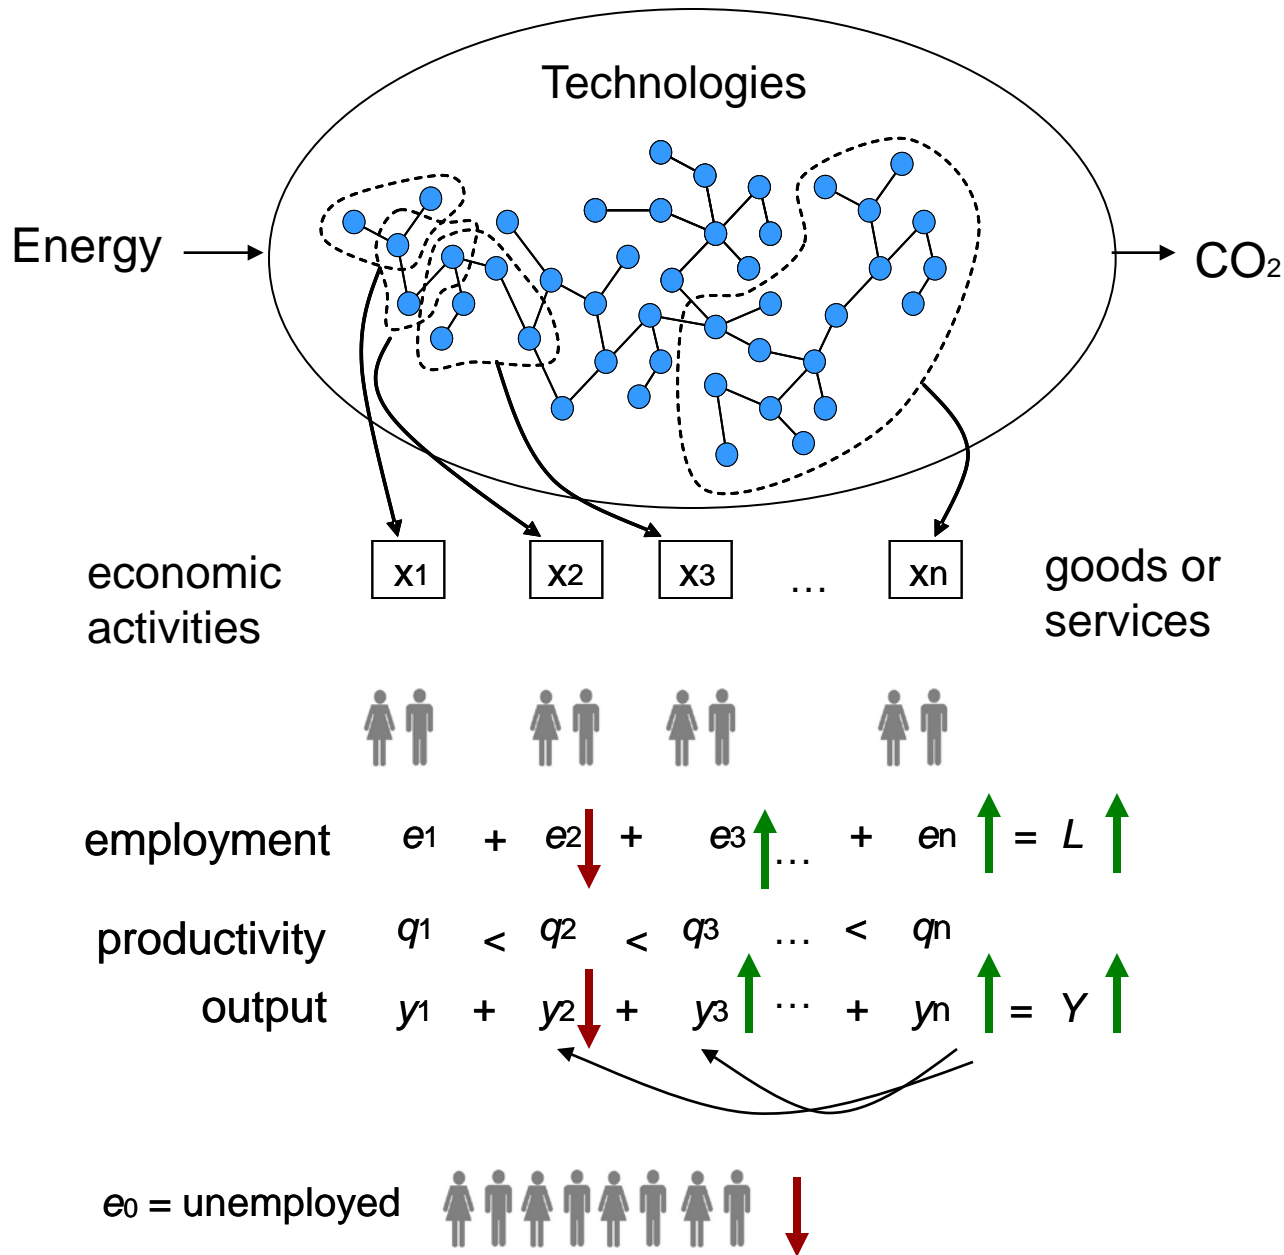 Technologies
Energy
CO2
economic activities
x1 x2 x3 ... xn
goods or services
employment e1 + e2 + e3 ... + en = L
productivity q1 < q2 < q3 ... < qn
output y1 + y2 + y3 ... + yn = Y
e0 = unemployed